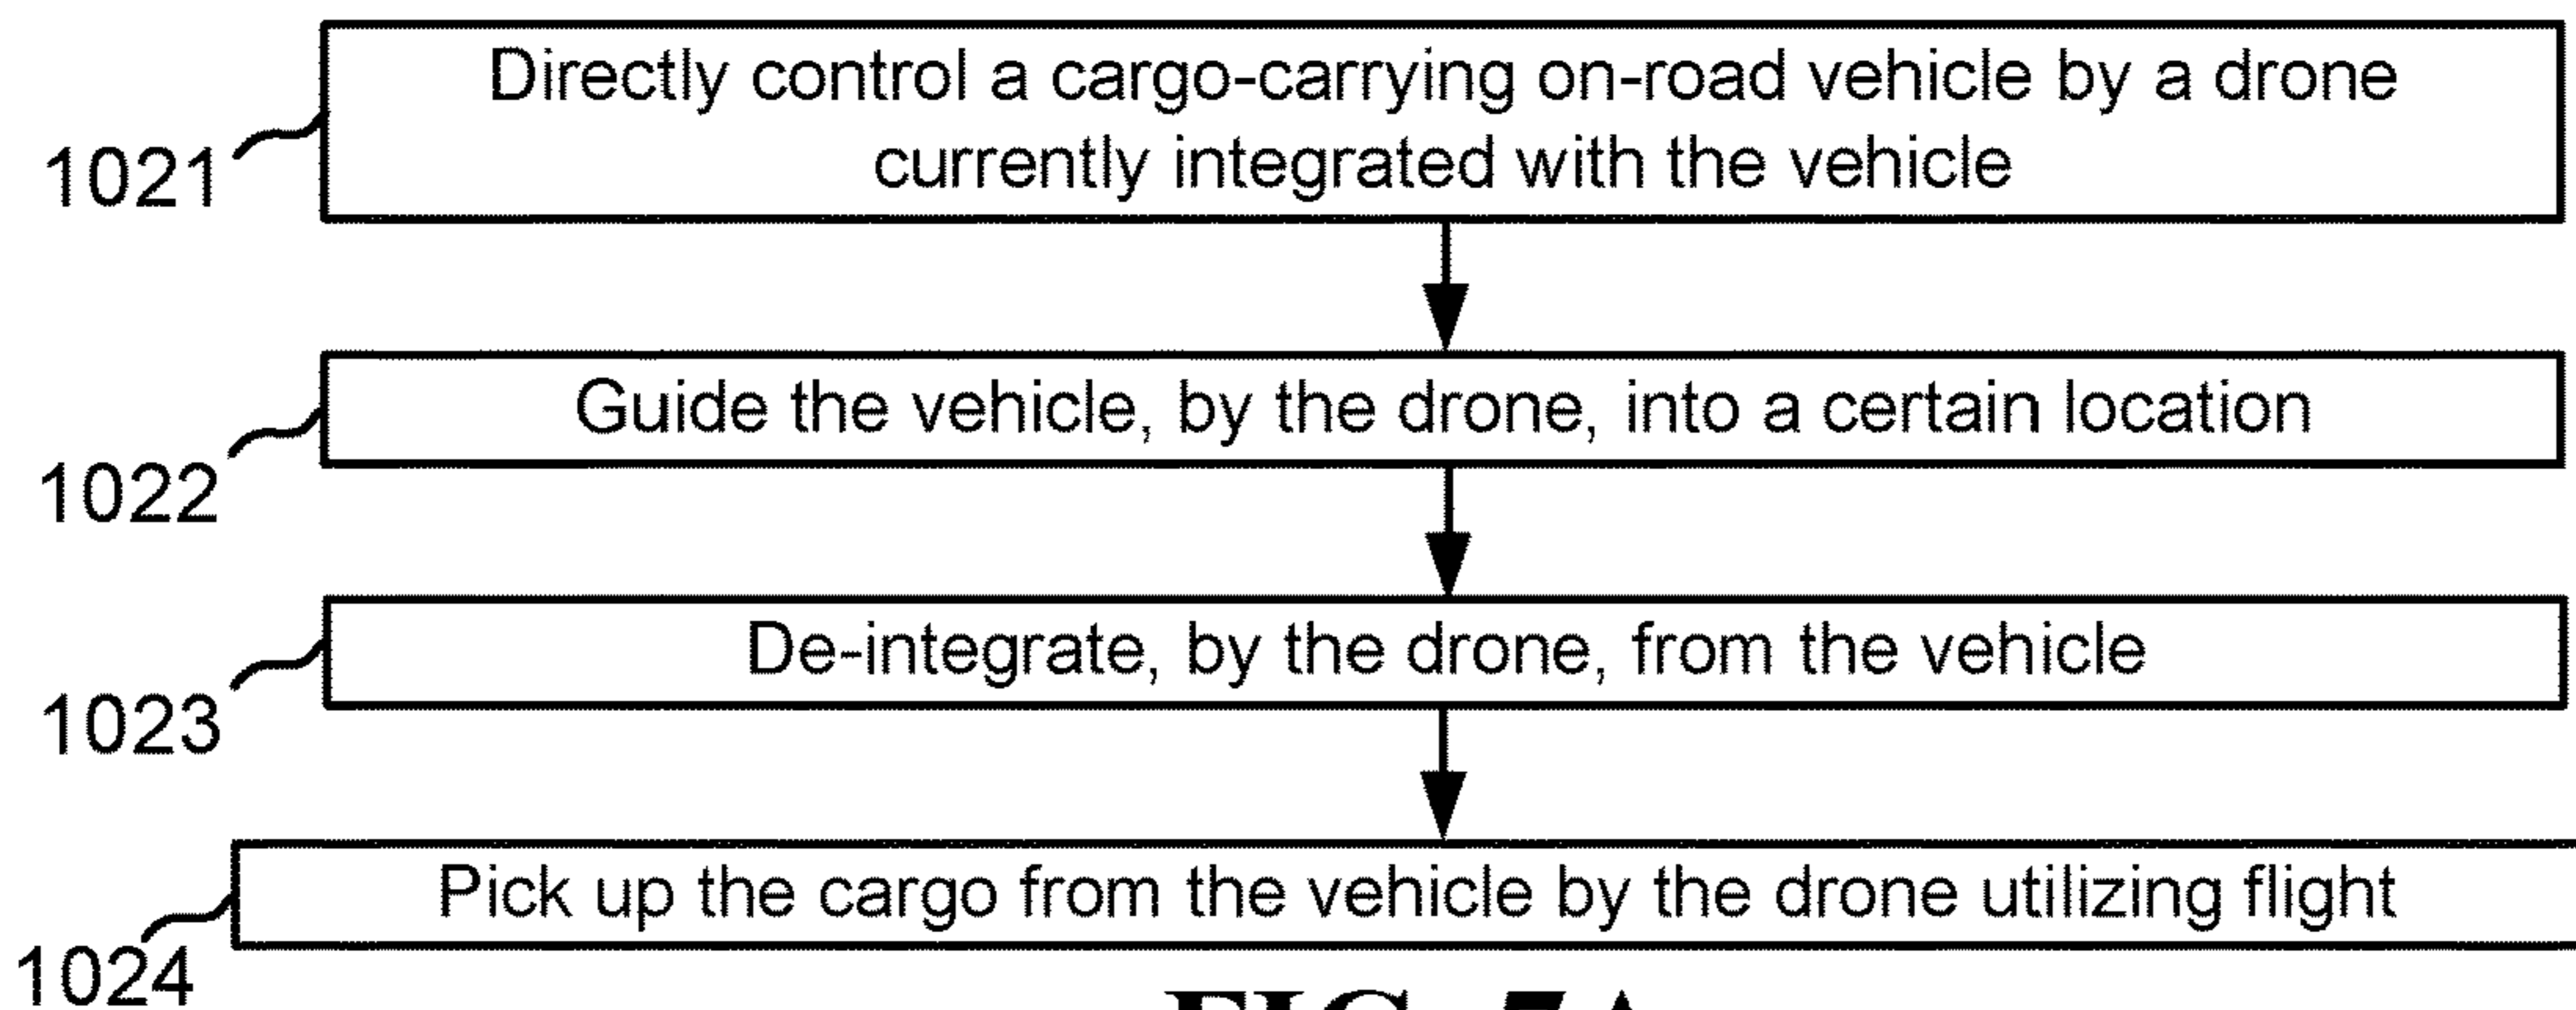 Directly control a cargo-carrying on-road vehicle by a drone
currently integrated with the vehicle
1021
Guide the vehicle, by the drone, into a certain location
1022
De-integrate, by the drone, from the vehicle
1023
Pick up the cargo from the vehicle by the drone utilizing flight
1024
FIG. 7A